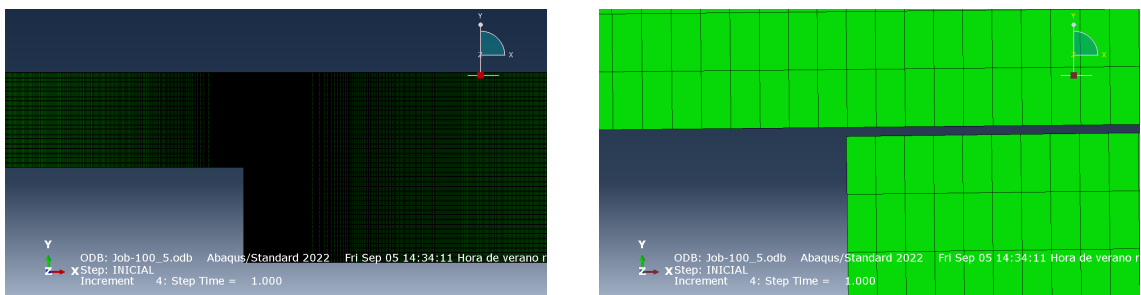 Y
X
Z
Y
Z
X
ODB: Job-100_5.odb Abaqus/Standard 2022 Fri Sep 05 14:34:11 Hora de verano r
Step: INICIAL
Increment 4: Step Time = 1.000
Y
X
Z
Y
Z
X
ODB: Job-100_5.odb Abaqus/Standard 2022 Fri Sep 05 14:34:11 Hora de verano r
Step: INICIAL
Increment 4: Step Time = 1.000